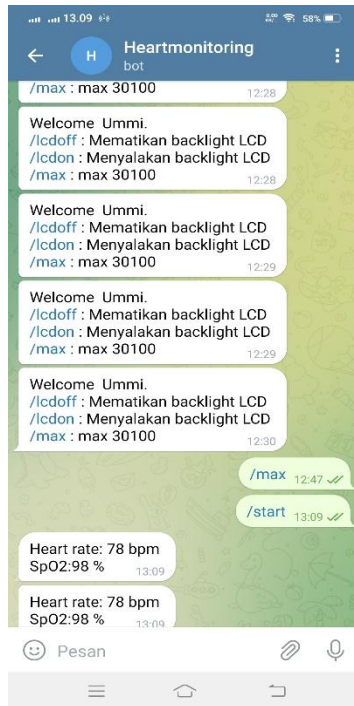 13.09
58%
H
Heartmonitoring
bot
/max : max 30100
12:28
Welcome Ummi.
/lcdoff : Mematikan backlight LCD
/lcdon : Menyalakan backlight LCD
/max : max 30100
12:28
Welcome Ummi.
/lcdoff : Mematikan backlight LCD
/lcdon : Menyalakan backlight LCD
/max : max 30100
12:29
Welcome Ummi.
/lcdoff : Mematikan backlight LCD
/lcdon : Menyalakan backlight LCD
/max : max 30100
12:29
Welcome Ummi.
/lcdoff : Mematikan backlight LCD
/lcdon : Menyalakan backlight LCD
/max : max 30100
12:30
/max 12:47
/start 13:09
Heart rate: 78 bpm
SpO2:98 %
13:09
Heart rate: 78 bpm
SpO2:98 %
13:09
Pesan